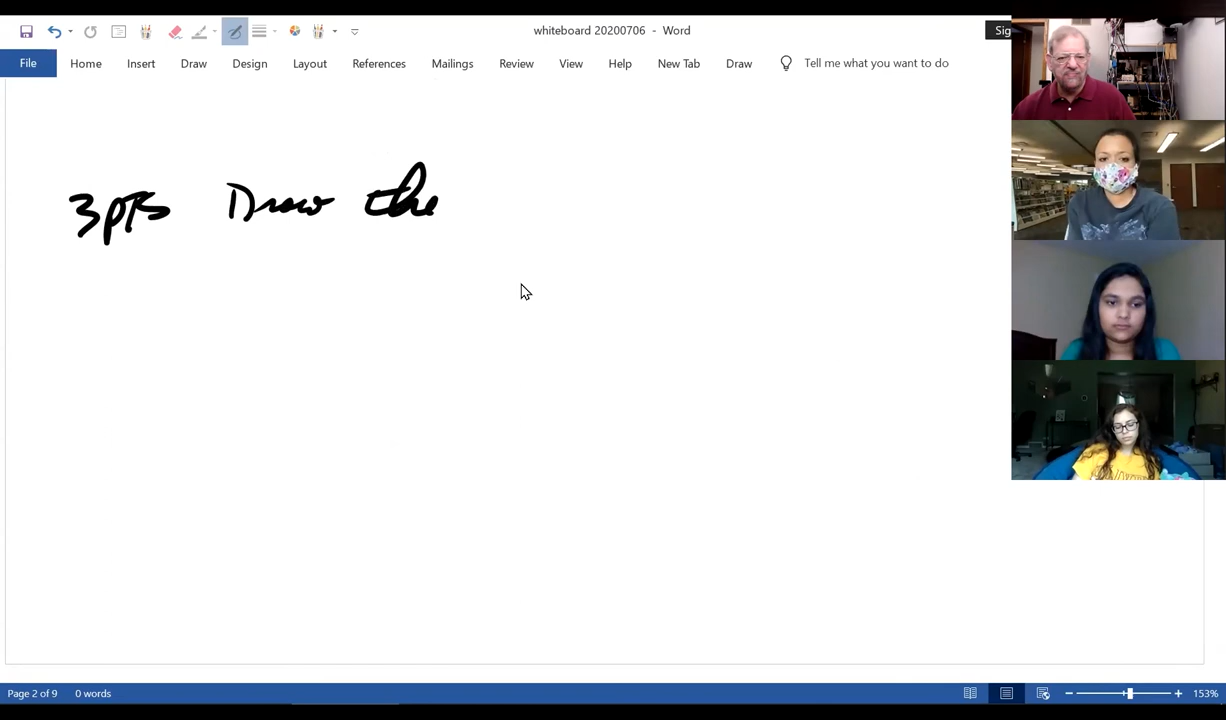 whiteboard 20200706 - Word
Sig
File Home Insert Draw Design Layout References Mailings Review View Help New Tab Draw Tell me what you want to do
3pts Draw the
Page 2 of 9 0 words 153%